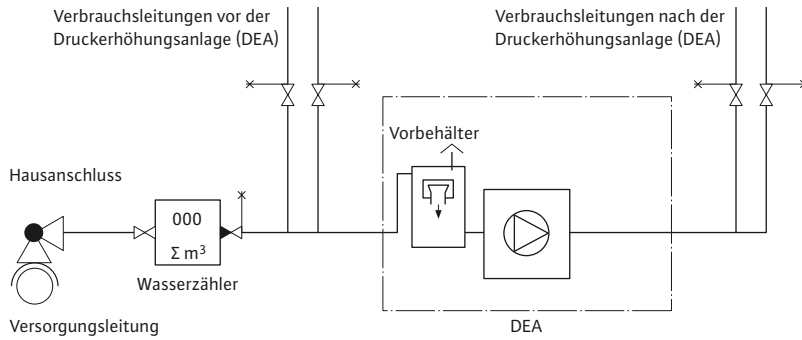 Verbrauchsleitungen vor der
Druckerhöhungsanlage (DEA)
Verbrauchsleitungen nach der
Druckerhöhungsanlage (DEA)
Vorbehälter
Hausanschluss
000
Σ m³
Wasserzähler
Versorgungsleitung
DEA